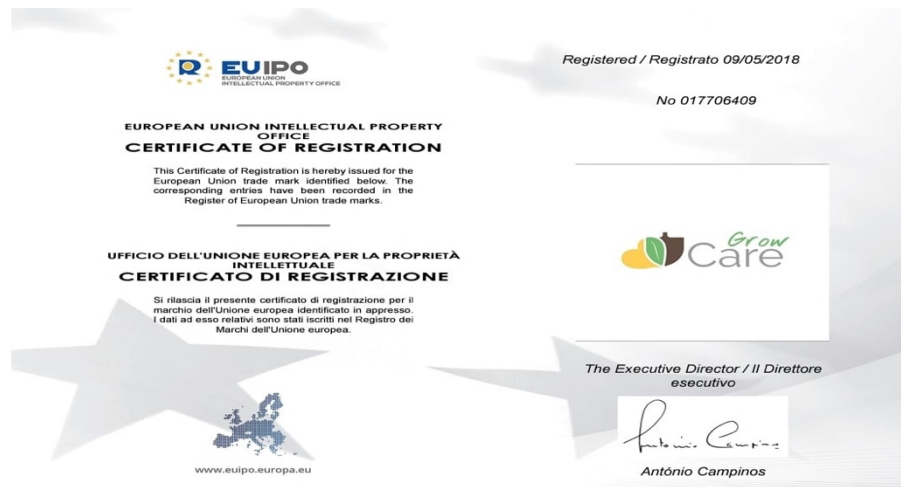 EUIPO
EUROPEAN UNION
INTELLECTUAL PROPERTY OFFICE
EUROPEAN UNION INTELLECTUAL PROPERTY
OFFICE
CERTIFICATE OF REGISTRATION
This Certificate of Registration is hereby issued for the
European Union trade mark identified below. The
corresponding entries have been recorded in the
Register of European Union trade marks.
UFFICIO DELL'UNIONE EUROPEA PER LA PROPRIETÀ
INTELLETTUALE
CERTIFICATO DI REGISTRAZIONE
Si rilascia il presente certificato di registrazione per il
marchio dell'Unione europea identificato in appresso.
I dati ad esso relativi sono stati iscritti nel Registro dei
Marchi dell'Unione europea.
www.euipo.europa.eu
Registered / Registrato 09/05/2018
No 017706409
Grow
Care
The Executive Director / Il Direttore
esecutivo
António Campinos
António Campinos